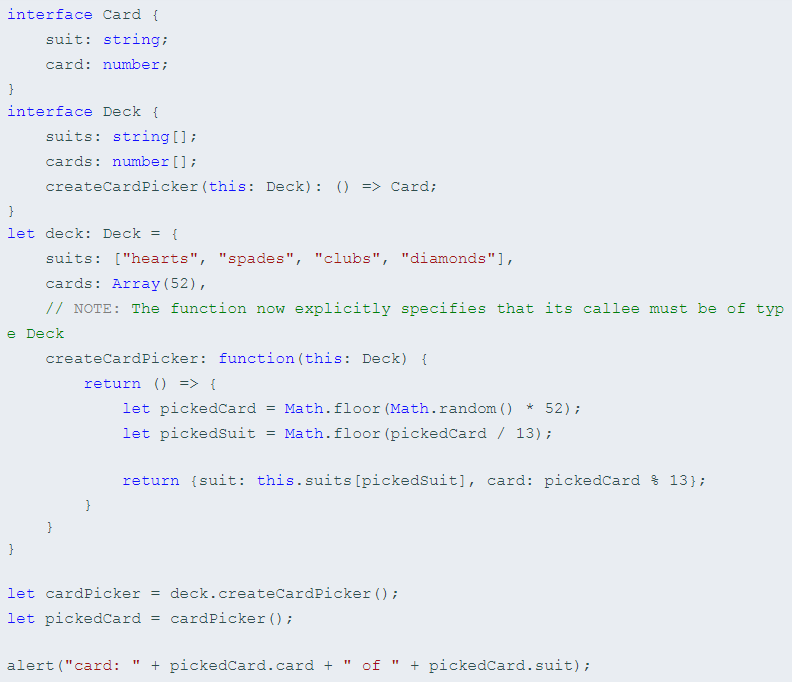 interface Card {
    suit: string;
    card: number;
}
interface Deck {
    suits: string[];
    cards: number[];
    createCardPicker(this: Deck): () => Card;
}
let deck: Deck = {
    suits: ["hearts", "spades", "clubs", "diamonds"],
    cards: Array(52),
    // NOTE: The function now explicitly specifies that its callee must be of typ
e Deck
    createCardPicker: function(this: Deck) {
        return () => {
            let pickedCard = Math.floor(Math.random() * 52);
            let pickedSuit = Math.floor(pickedCard / 13);

            return {suit: this.suits[pickedSuit], card: pickedCard % 13};
        }
    }
}

let cardPicker = deck.createCardPicker();
let pickedCard = cardPicker();

alert("card: " + pickedCard.card + " of " + pickedCard.suit);